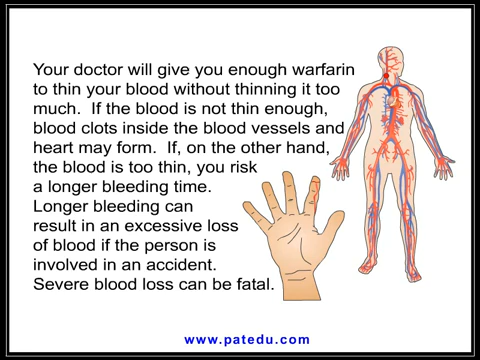 Your doctor will give you enough warfarin
to thin your blood without thinning it too
much. If the blood is not thin enough,
blood clots inside the blood vessels and
heart may form. If, on the other hand,
the blood is too thin, you risk
a longer bleeding time.
Longer bleeding can
result in an excessive loss
of blood if the person is
involved in an accident.
Severe blood loss can be fatal.
www.patedu.com